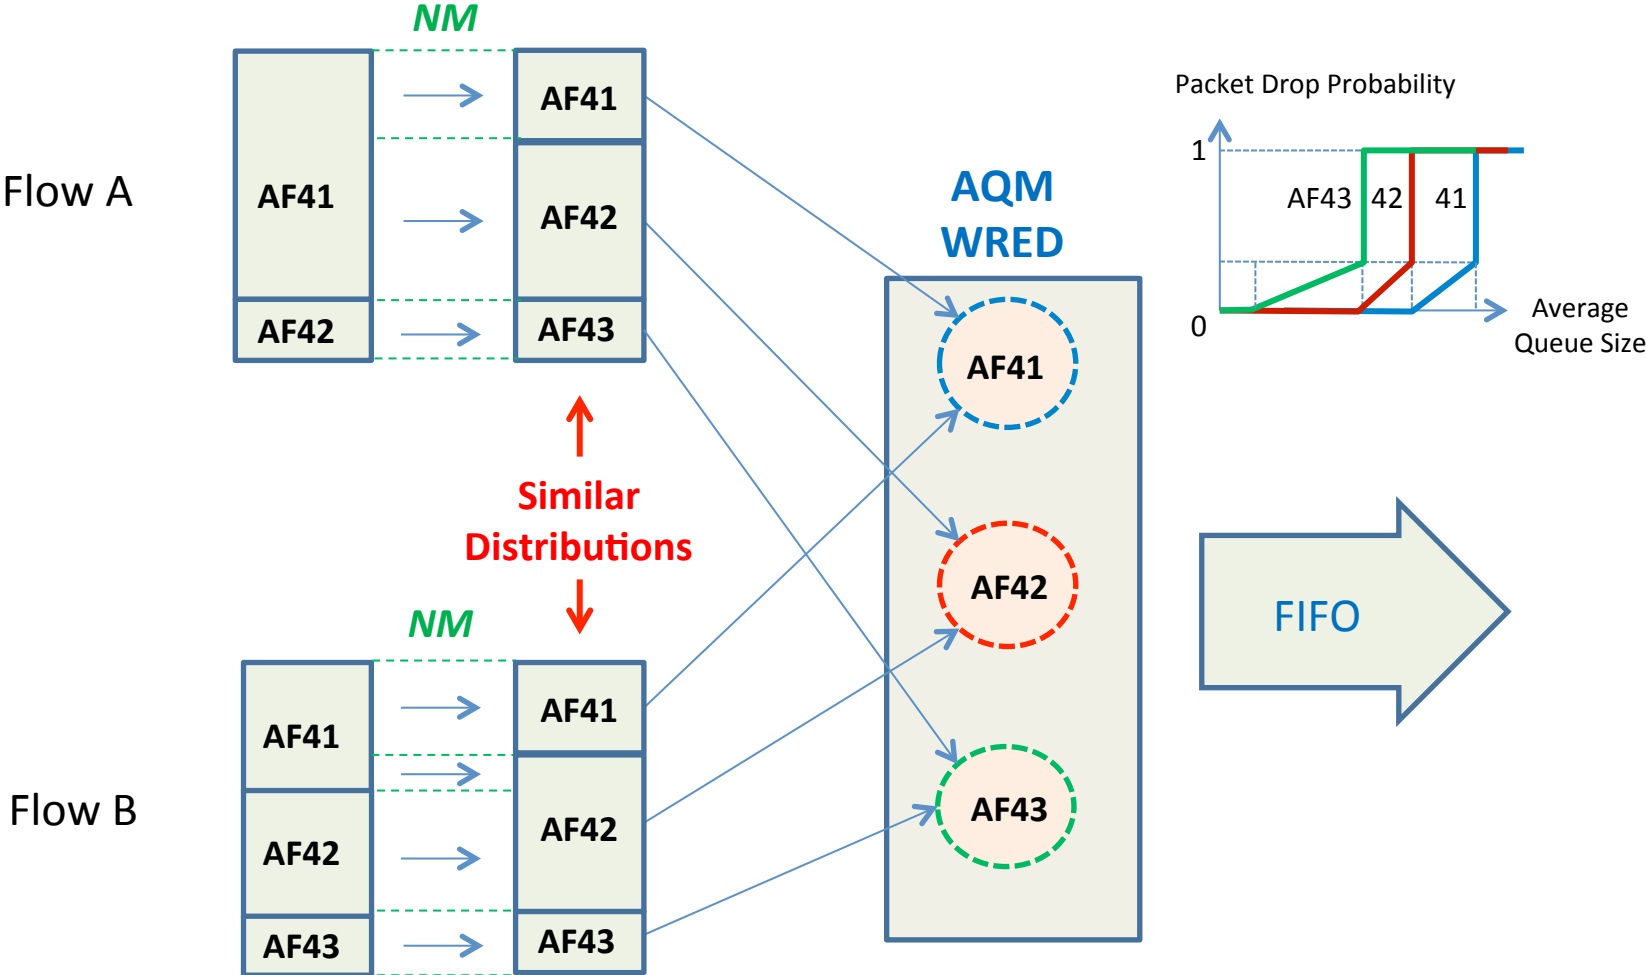 NM
Flow A
AF41
AF42
AF41
AF42
AF43
Similar
Distributions
NM
Flow B
AF41
AF42
AF43
AF41
AF42
AF43
AQM
WRED
AF41
AF42
AF43
Packet Drop Probability
1
AF43 42 41
0
Average
Queue Size
FIFO